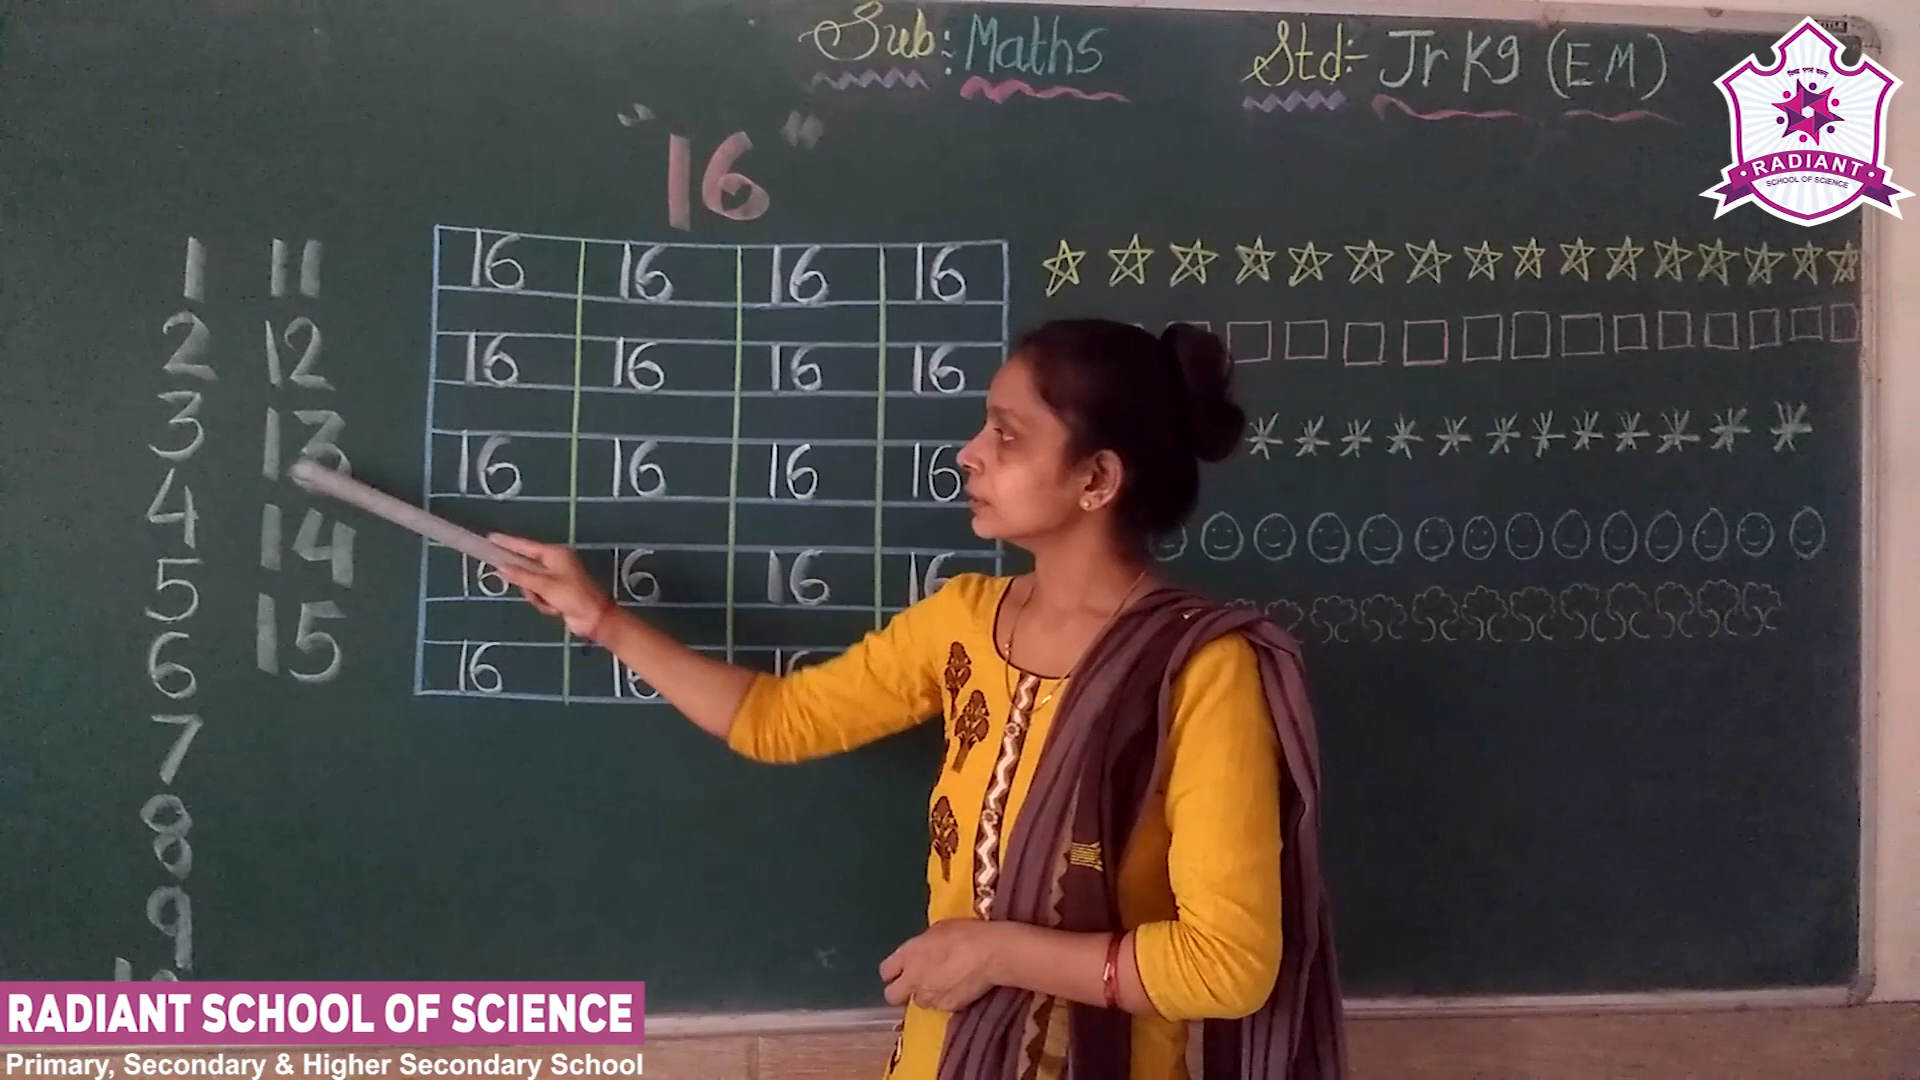 Sub: Maths
Std:- Jr Kg (E M)
"16"
RADIANT
SCHOOL OF SCIENCE
1 11
2 12
3 13
4 14
5 15
6
7
8
9
16 16 16 16
16 16 16 16
16 16 16 16
16 16 16 16
16 16
RADIANT SCHOOL OF SCIENCE
Primary, Secondary & Higher Secondary School